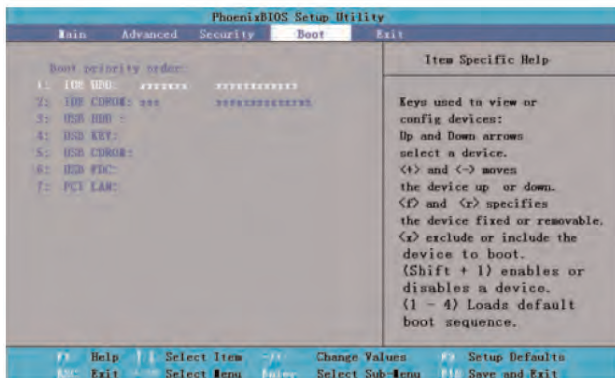 PhoenixBIOS Setup Utility
Main Advanced Security Boot Exit
Boot priority order:
1: IDE HDD: xxxxxxx xxxxxxxxxxxx
2: IDE CDROM: xxx
3: USB HDD :
4: USB KEY:
5: USB CDROM:
6: USB FDC:
7: PCI LAN:
Item Specific Help
Keys used to view or
config devices:
Up and Down arrows
select a device.
<+> and <-> moves
the device up or down.
<f> and <r> specifies
the device fixed or removable.
<x> exclude or include the
device to boot.
(Shift + 1) enables or
disables a device.
(1 - 4) Loads default
boot sequence.
Help Select Item Change Values Setup Defaults
Exit Select Menu Enter Select Sub-Menu F10 Save and Exit